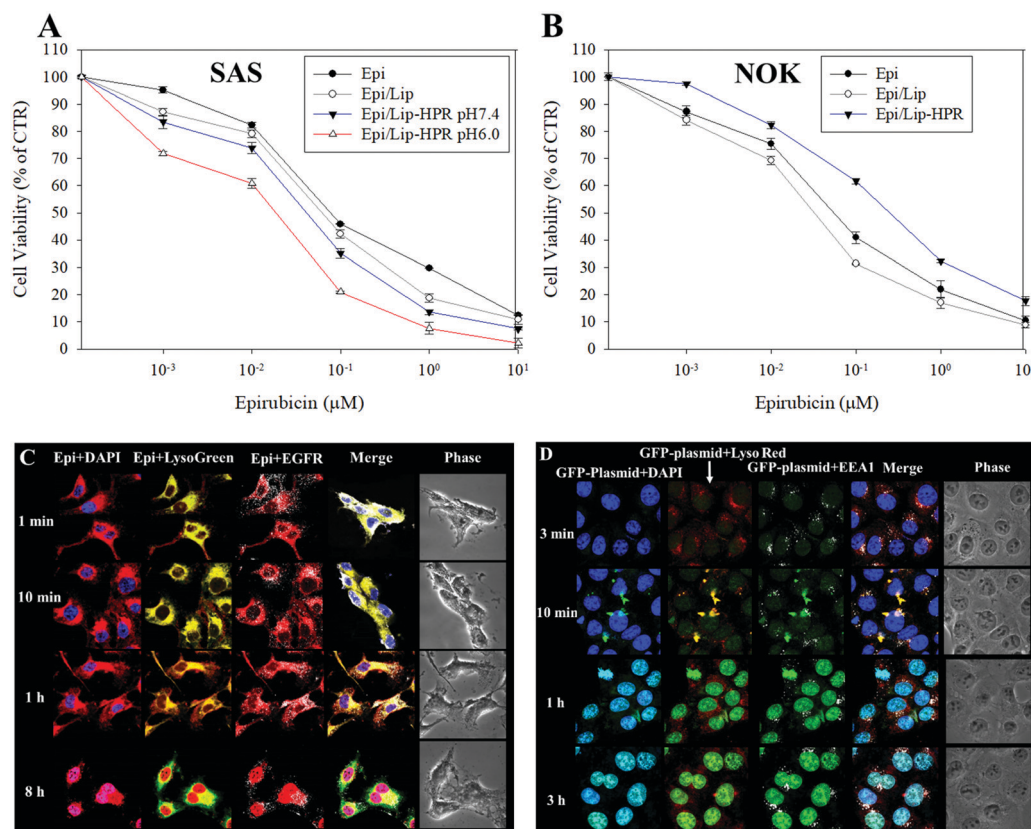 A
SAS
Epi
Epi/Lip
Epi/Lip-HPR pH7.4
Epi/Lip-HPR pH6.0
110
100
90
80
70
60
50
40
30
20
10
0
Cell Viability (% of CTR)
10⁻³ 10⁻² 10⁻¹ 10⁰ 10¹
Epirubicin (µM)
B
NOK
Epi
Epi/Lip
Epi/Lip-HPR
110
100
90
80
70
60
50
40
30
20
10
0
Cell Viability (% of CTR)
10⁻³ 10⁻² 10⁻¹ 10⁰ 10
Epirubicin (µM)
C
Epi+DAPI Epi+LysoGreen Epi+EGFR Merge Phase
1 min
10 min
1 h
8 h
D
GFP-plasmd+Lyso Red
GFP-Plasmd+DAPI GFP-plasmd+EEA1 Merge Phase
3 min
10 min
1 h
3 h